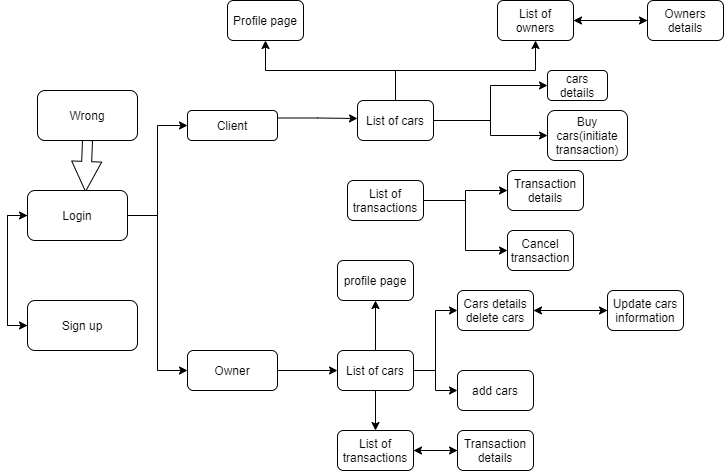 Profile page
List of
owners
Owners
details
Wrong
Client
List of cars
cars
details
Buy
cars(initiate
transaction)
Login
List of
transactions
Transaction
details
Cancel
transaction
Sign up
profile page
Cars details
delete cars
Update cars
information
Owner
List of cars
add cars
List of
transactions
Transaction
details